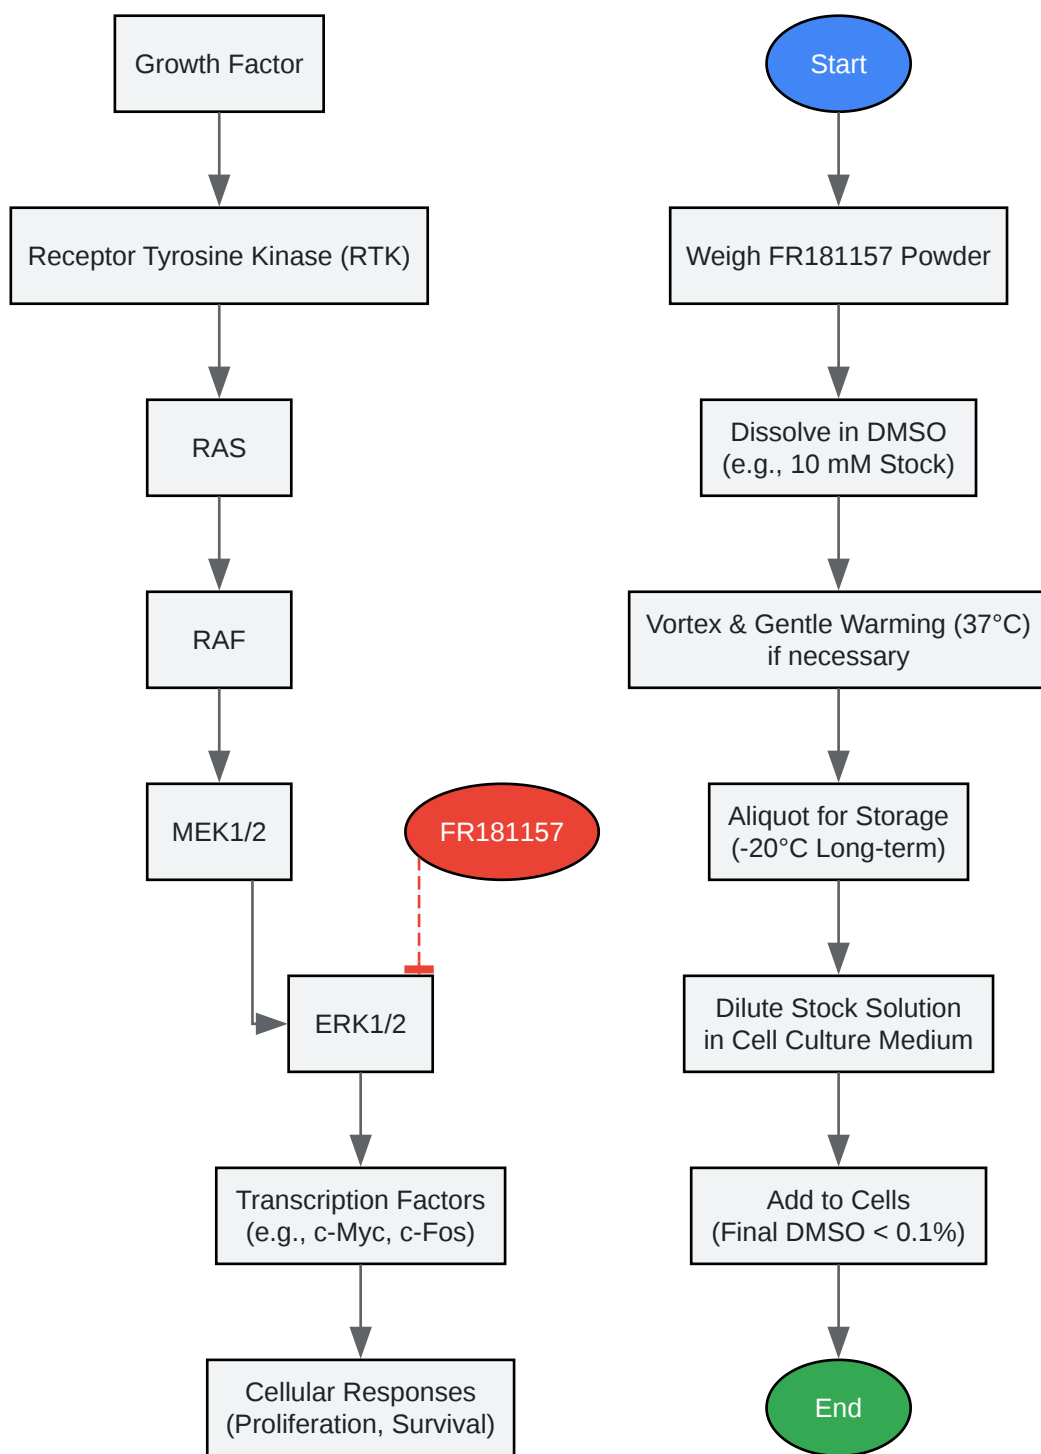 Growth Factor
Receptor Tyrosine Kinase (RTK)
RAS
RAF
MEK1/2
FR181157
ERK1/2
Transcription Factors
(e.g., c-Myc, c-Fos)
Cellular Responses
(Proliferation, Survival)
Start
Weigh FR181157 Powder
Dissolve in DMSO
(e.g., 10 mM Stock)
Vortex & Gentle Warming (37°C)
if necessary
Aliquot for Storage
(-20°C Long-term)
Dilute Stock Solution
in Cell Culture Medium
Add to Cells
(Final DMSO < 0.1%)
End